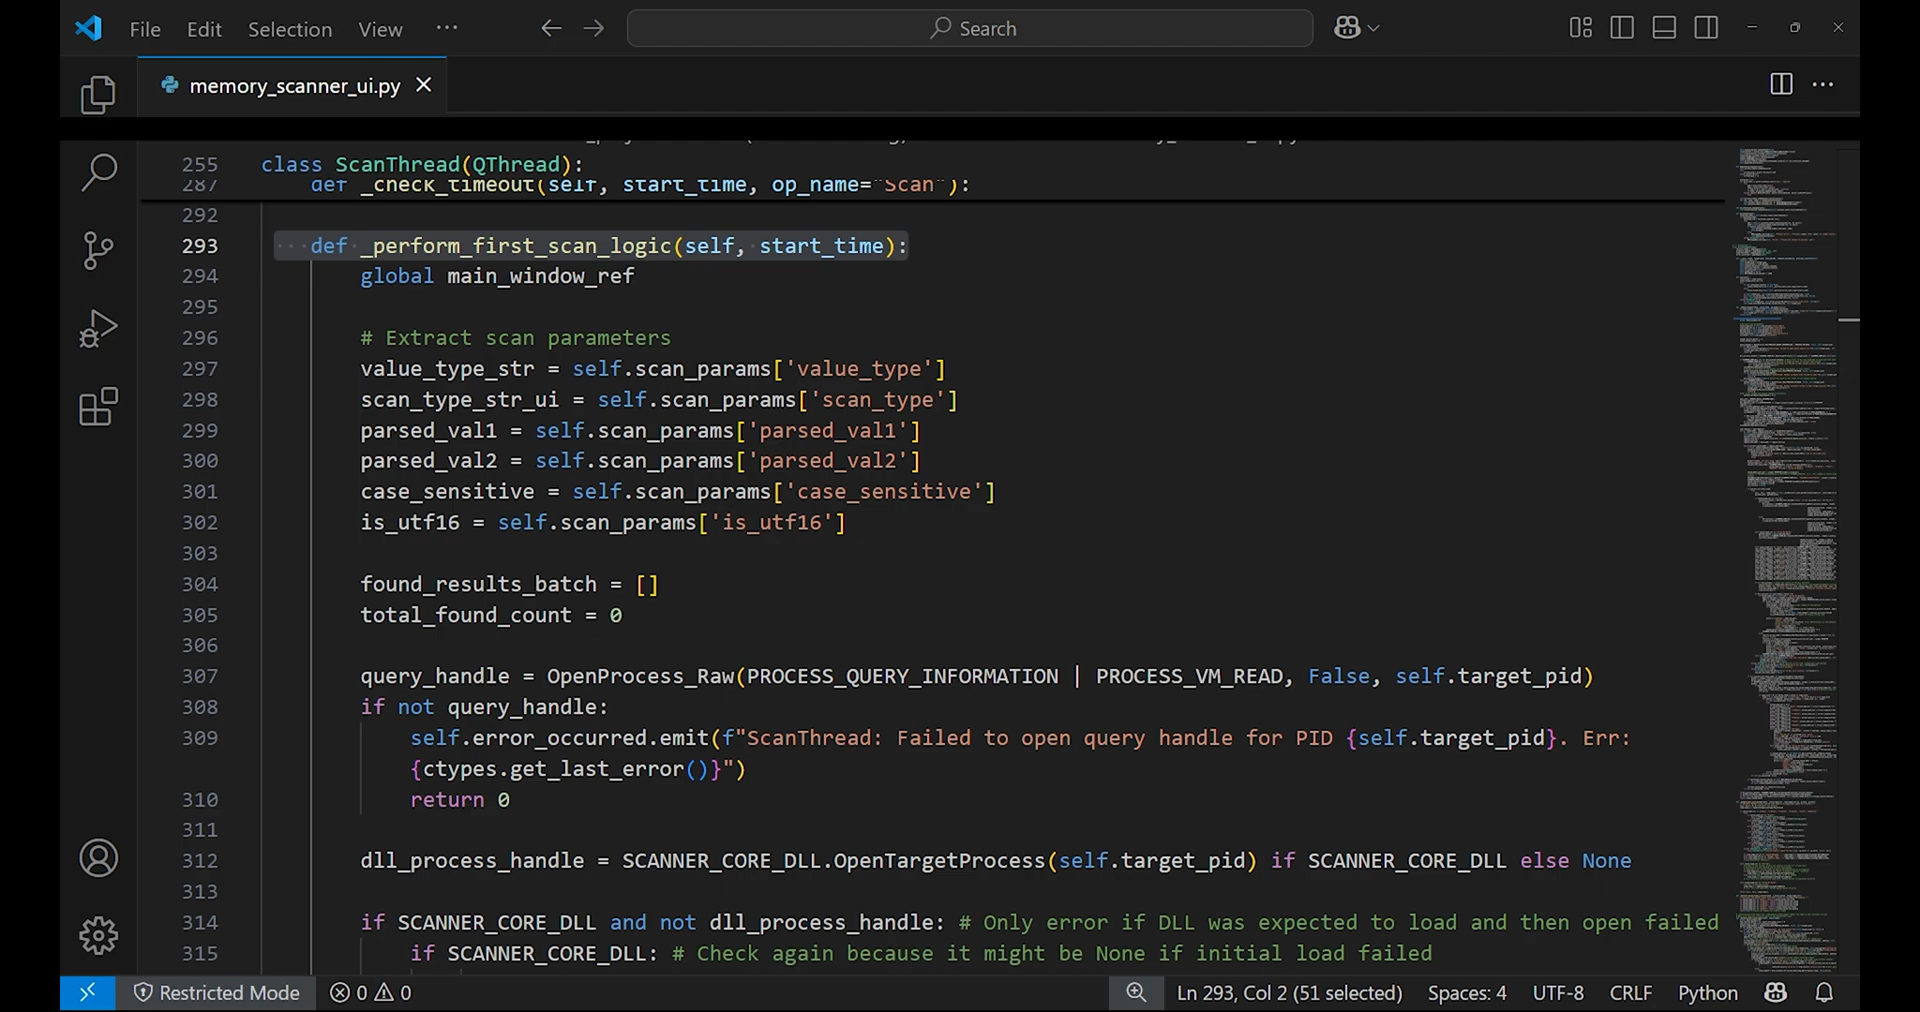 File Edit Selection View ··· Search
memory_scanner_ui.py
255 class ScanThread(QThread):
287 def _check_timeout(self, start_time, op_name="Scan"):
292
293 def _perform_first_scan_logic(self, start_time):
294 global main_window_ref
295
296 # Extract scan parameters
297 value_type_str = self.scan_params['value_type']
298 scan_type_str_ui = self.scan_params['scan_type']
299 parsed_val1 = self.scan_params['parsed_val1']
300 parsed_val2 = self.scan_params['parsed_val2']
301 case_sensitive = self.scan_params['case_sensitive']
302 is_utf16 = self.scan_params['is_utf16']
303
304 found_results_batch = []
305 total_found_count = 0
306
307 query_handle = OpenProcess_Raw(PROCESS_QUERY_INFORMATION | PROCESS_VM_READ, False, self.target_pid)
308 if not query_handle:
309 self.error_occurred.emit(f"ScanThread: Failed to open query handle for PID {self.target_pid}. Err:
{ctypes.get_last_error()}")
310 return 0
311
312 dll_process_handle = SCANNER_CORE_DLL.OpenTargetProcess(self.target_pid) if SCANNER_CORE_DLL else None
313
314 if SCANNER_CORE_DLL and not dll_process_handle: # Only error if DLL was expected to load and then open failed
315 if SCANNER_CORE_DLL: # Check again because it might be None if initial load failed
Restricted Mode 0 0 Ln 293, Col 2 (51 selected) Spaces: 4 UTF-8 CRLF Python